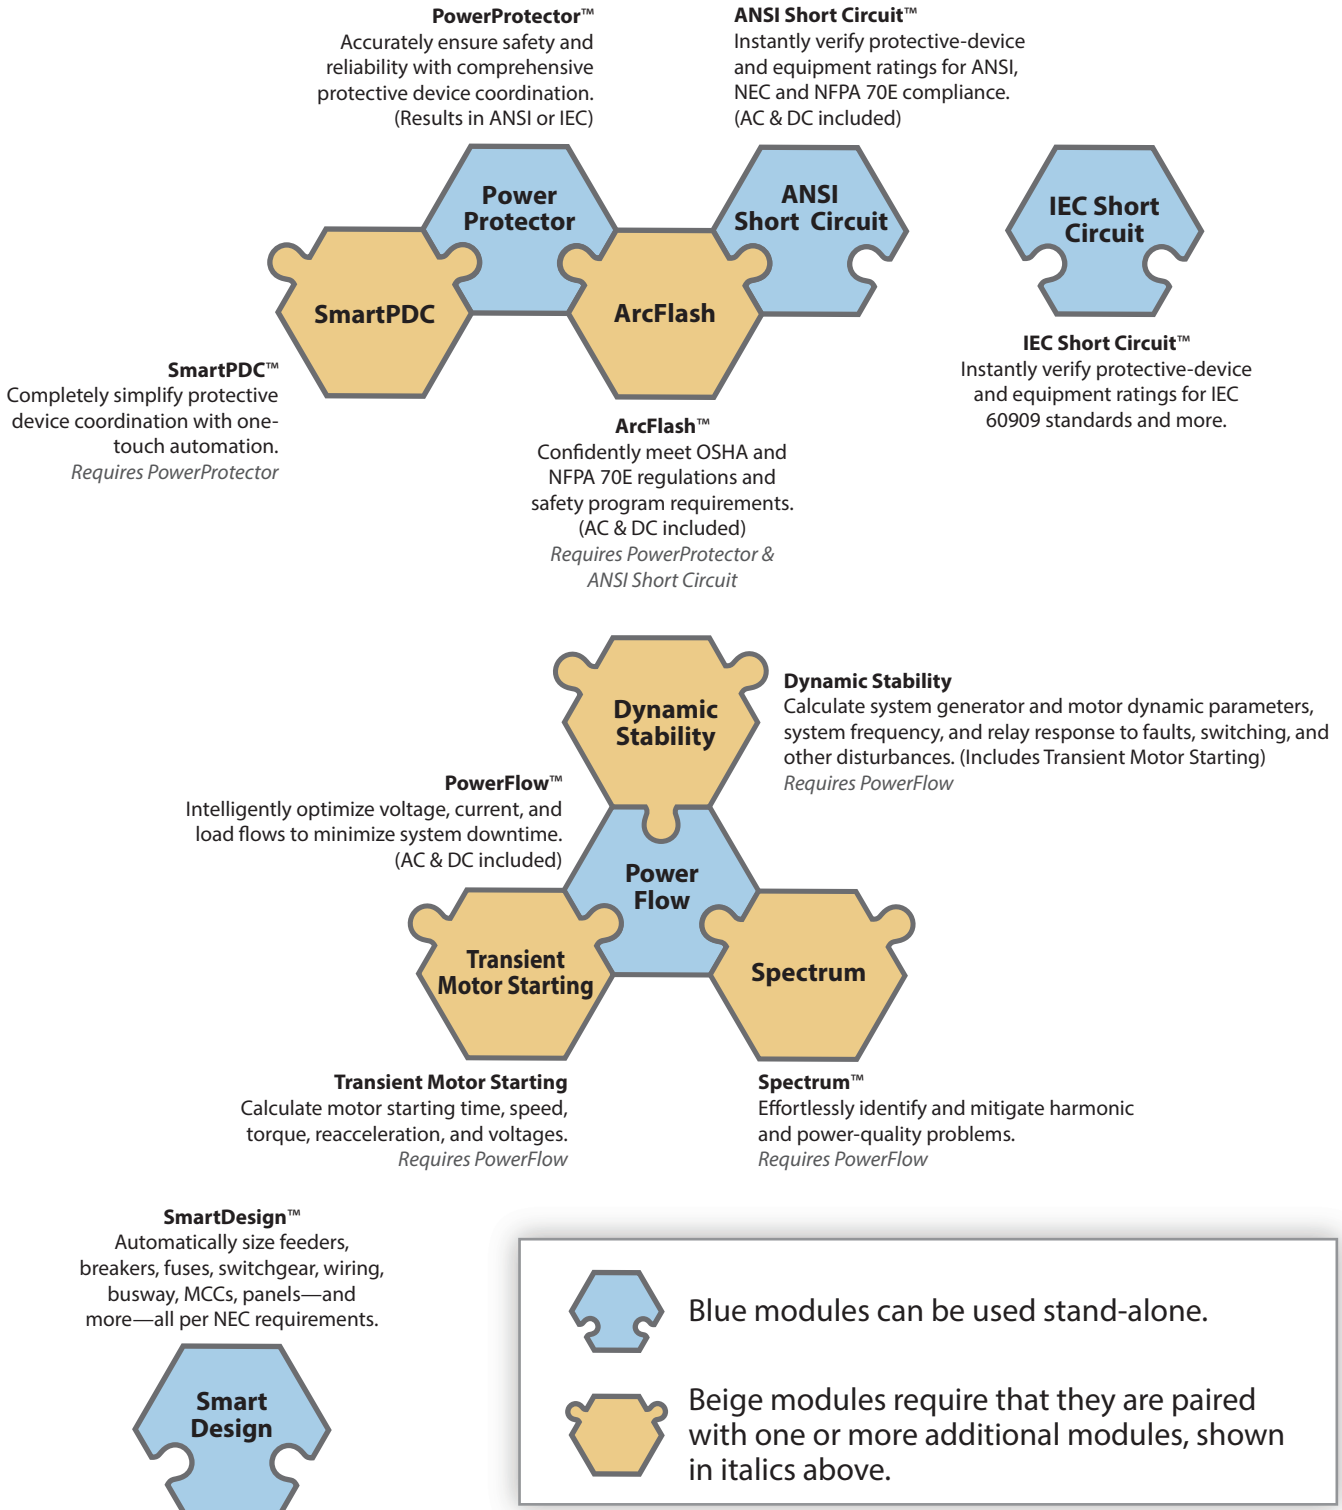 PowerProtector™
Accurately ensure safety and
reliability with comprehensive
protective device coordination.
(Results in ANSI or IEC)
ANSI Short Circuit™
Instantly verify protective-device
and equipment ratings for ANSI,
NEC and NFPA 70E compliance.
(AC & DC included)
Power
Protector
ANSI
Short Circuit
IEC Short
Circuit
SmartPDC
ArcFlash
IEC Short Circuit™
Instantly verify protective-device
and equipment ratings for IEC
60909 standards and more.
SmartPDC™
Completely simplify protective
device coordination with one-
touch automation.
Requires PowerProtector
ArcFlash™
Confidently meet OSHA and
NFPA 70E regulations and
safety program requirements.
(AC & DC included)
Requires PowerProtector &
ANSI Short Circuit
Dynamic
Stability
Dynamic Stability
Calculate system generator and motor dynamic parameters,
system frequency, and relay response to faults, switching, and
other disturbances. (Includes Transient Motor Starting)
Requires PowerFlow
PowerFlow™
Intelligently optimize voltage, current, and
load flows to minimize system downtime.
(AC & DC included)
Power
Flow
Transient
Motor Starting
Spectrum
Transient Motor Starting
Calculate motor starting time, speed,
torque, reacceleration, and voltages.
Requires PowerFlow
Spectrum™
Effortlessly identify and mitigate harmonic
and power-quality problems.
Requires PowerFlow
SmartDesign™
Automatically size feeders,
breakers, fuses, switchgear, wiring,
busway, MCCs, panels—and
more—all per NEC requirements.
Smart
Design
Blue modules can be used stand-alone.
Beige modules require that they are paired
with one or more additional modules, shown
in italics above.